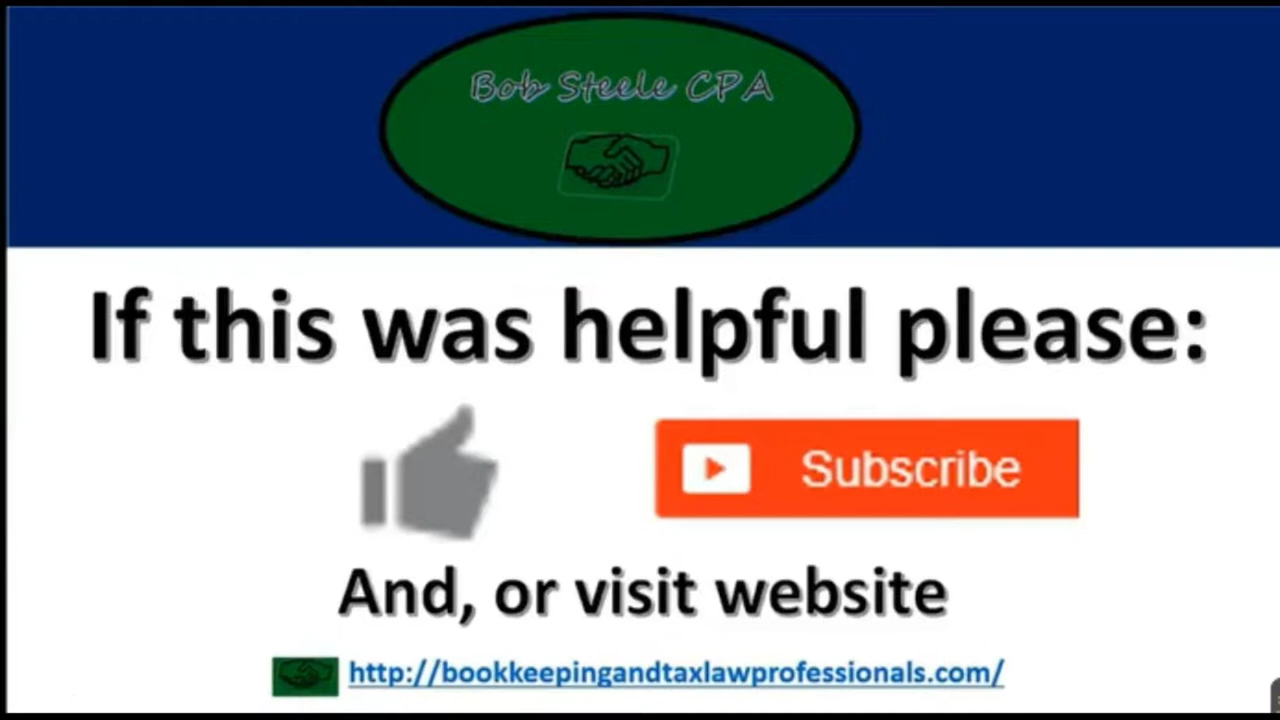 Bob Steele CPA
If this was helpful please:
Subscribe
And, or visit website
http://bookkeepingandtaxlawprofessionals.com/